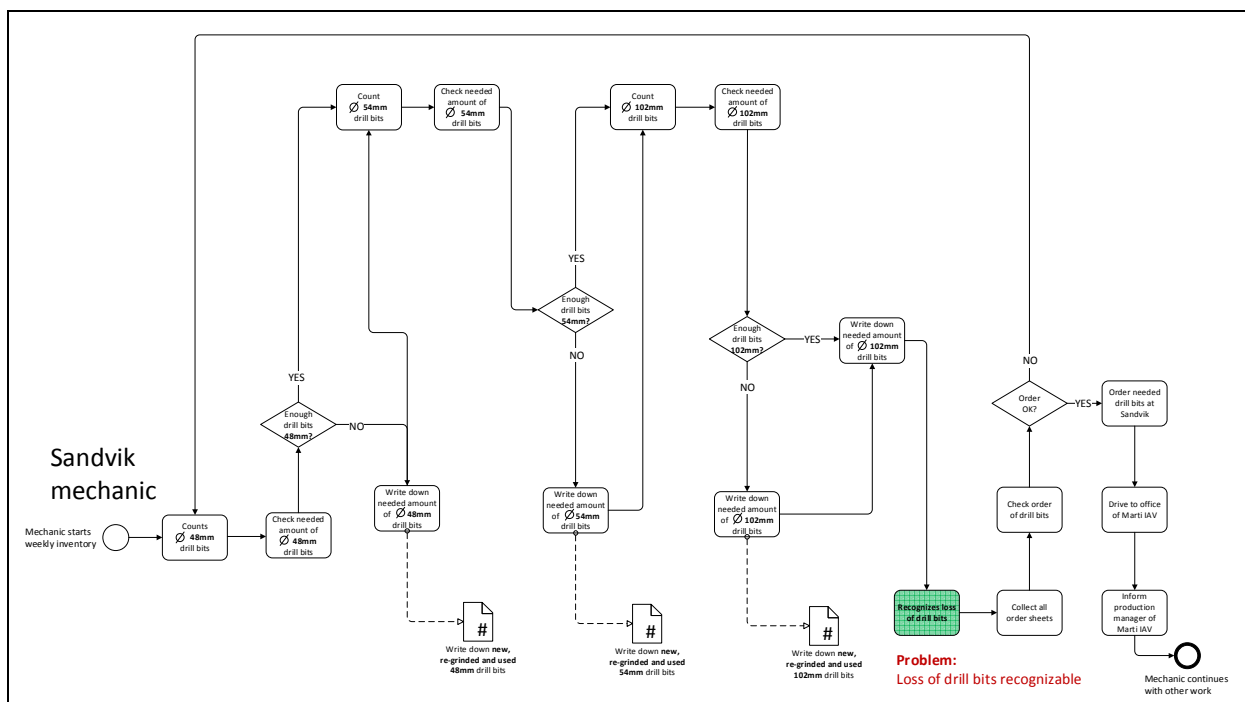 Sandvik
mechanic
Mechanic starts
weekly inventory
Counts
∅ 48mm
drill bits
Check needed
amount of
∅ 48mm
drill bits
Enough
drill bits
48mm?
YES
NO
Write down
needed amount
of ∅ 48mm
drill bits
#
Write down new,
re-grinded and used
48mm drill bits
Count
∅ 54mm
drill bits
Check needed
amount of
∅ 54mm
drill bits
Enough
drill bits
54mm?
YES
NO
Write down
needed amount
of ∅ 54mm
drill bits
#
Write down new,
re-grinded and used
54mm drill bits
Count
∅ 102mm
drill bits
Check needed
amount of
∅ 102mm
drill bits
Enough
drill bits
102mm?
YES
NO
Write down
needed amount
of ∅ 102mm
drill bits
#
Write down new,
re-grinded and used
102mm drill bits
Write down
needed amount
of ∅ 102mm
drill bits
Recognizes loss
of drill bits
Problem:
Loss of drill bits recognizable
Collect all
order sheets
Check order
of drill bits
Order
OK?
NO
YES
Order needed
drill bits at
Sandvik
Drive to office
of Marti IAV
Inform
production
manager of
Marti IAV
Mechanic continues
with other work